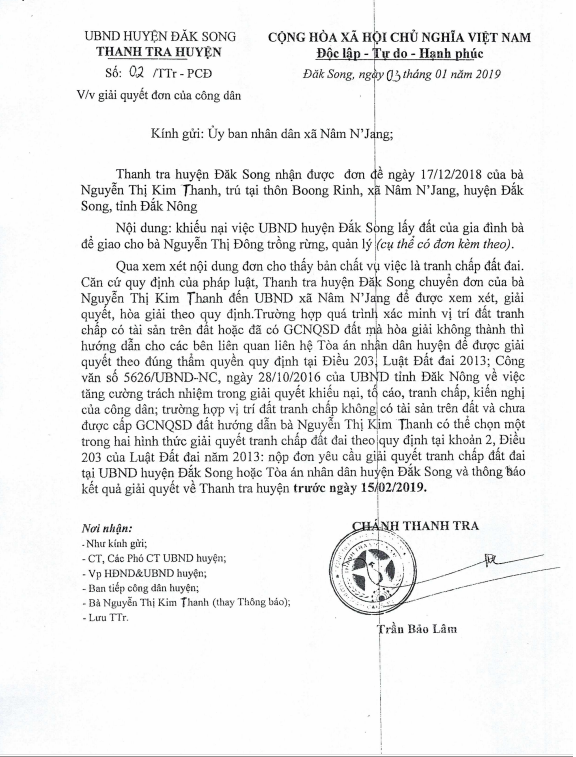 UBND HUYỆN ĐĂK SONG
THANH TRA HUYỆN
Số: 02 /TTr - PCĐ
V/v giải quyết đơn của công dân
CỘNG HÒA XÃ HỘI CHỦ NGHĨA VIỆT NAM
Độc lập - Tự do - Hạnh phúc
Đăk Song, ngày 03 tháng 01 năm 2019
Kính gửi: Ủy ban nhân dân xã Nâm N'Jang;
Thanh tra huyện Đăk Song nhận được đơn đề ngày 17/12/2018 của bà
Nguyễn Thị Kim Thanh, trú tại thôn Boong Rinh, xã Nâm N'Jang, huyện Đắk
Song, tỉnh Đắk Nông
Nội dung: khiếu nại việc UBND huyện Đắk Song lấy đất của gia đình bà
để giao cho bà Nguyễn Thị Đông trồng rừng, quản lý (cụ thể có đơn kèm theo).
Qua xem xét nội dung đơn cho thấy bản chất vụ việc là tranh chấp đất đai.
Căn cứ quy định của pháp luật, Thanh tra huyện Đăk Song chuyển đơn của bà
Nguyễn Thị Kim Thanh đến UBND xã Nâm N'Jang để được xem xét, giải
quyết, hòa giải theo quy định.Trường hợp quá trình xác minh vị trí đất tranh
chấp có tài sản trên đất hoặc đã có GCNQSD đất mà hòa giải không thành thì
hướng dẫn cho các bên liên quan liên hệ Tòa án nhân dân huyện để được giải
quyết theo đúng thẩm quyền quy định tại Điều 203, Luật Đất đai 2013; Công
văn số 5626/UBND-NC, ngày 28/10/2016 của UBND tỉnh Đăk Nông về việc
tăng cường trách nhiệm trong giải quyết khiếu nại, tố cáo, tranh chấp, kiến nghị
của công dân; trường hợp vị trí đất tranh chấp không có tài sản trên đất và chưa
được cấp GCNQSD đất hướng dẫn bà Nguyễn Thị Kim Thanh có thể chọn một
trong hai hình thức giải quyết tranh chấp đất đai theo quy định tại khoản 2, Điều
203 của Luật Đất đai năm 2013: nộp đơn yêu cầu giải quyết tranh chấp đất đai
tại UBND huyện Đắk Song hoặc Tòa án nhân dân huyện Đắk Song và thông báo
kết quả giải quyết về Thanh tra huyện trước ngày 15/02/2019.
Nơi nhận:
- Như kính gửi;
- CT, Các Phó CT UBND huyện;
- Vp HĐND&UBND huyện;
- Ban tiếp công dân huyện;
- Bà Nguyễn Thị Kim Thanh (thay Thông báo);
- Lưu TTr.
CHÁNH THANH TRA
Trần Bảo Lâm